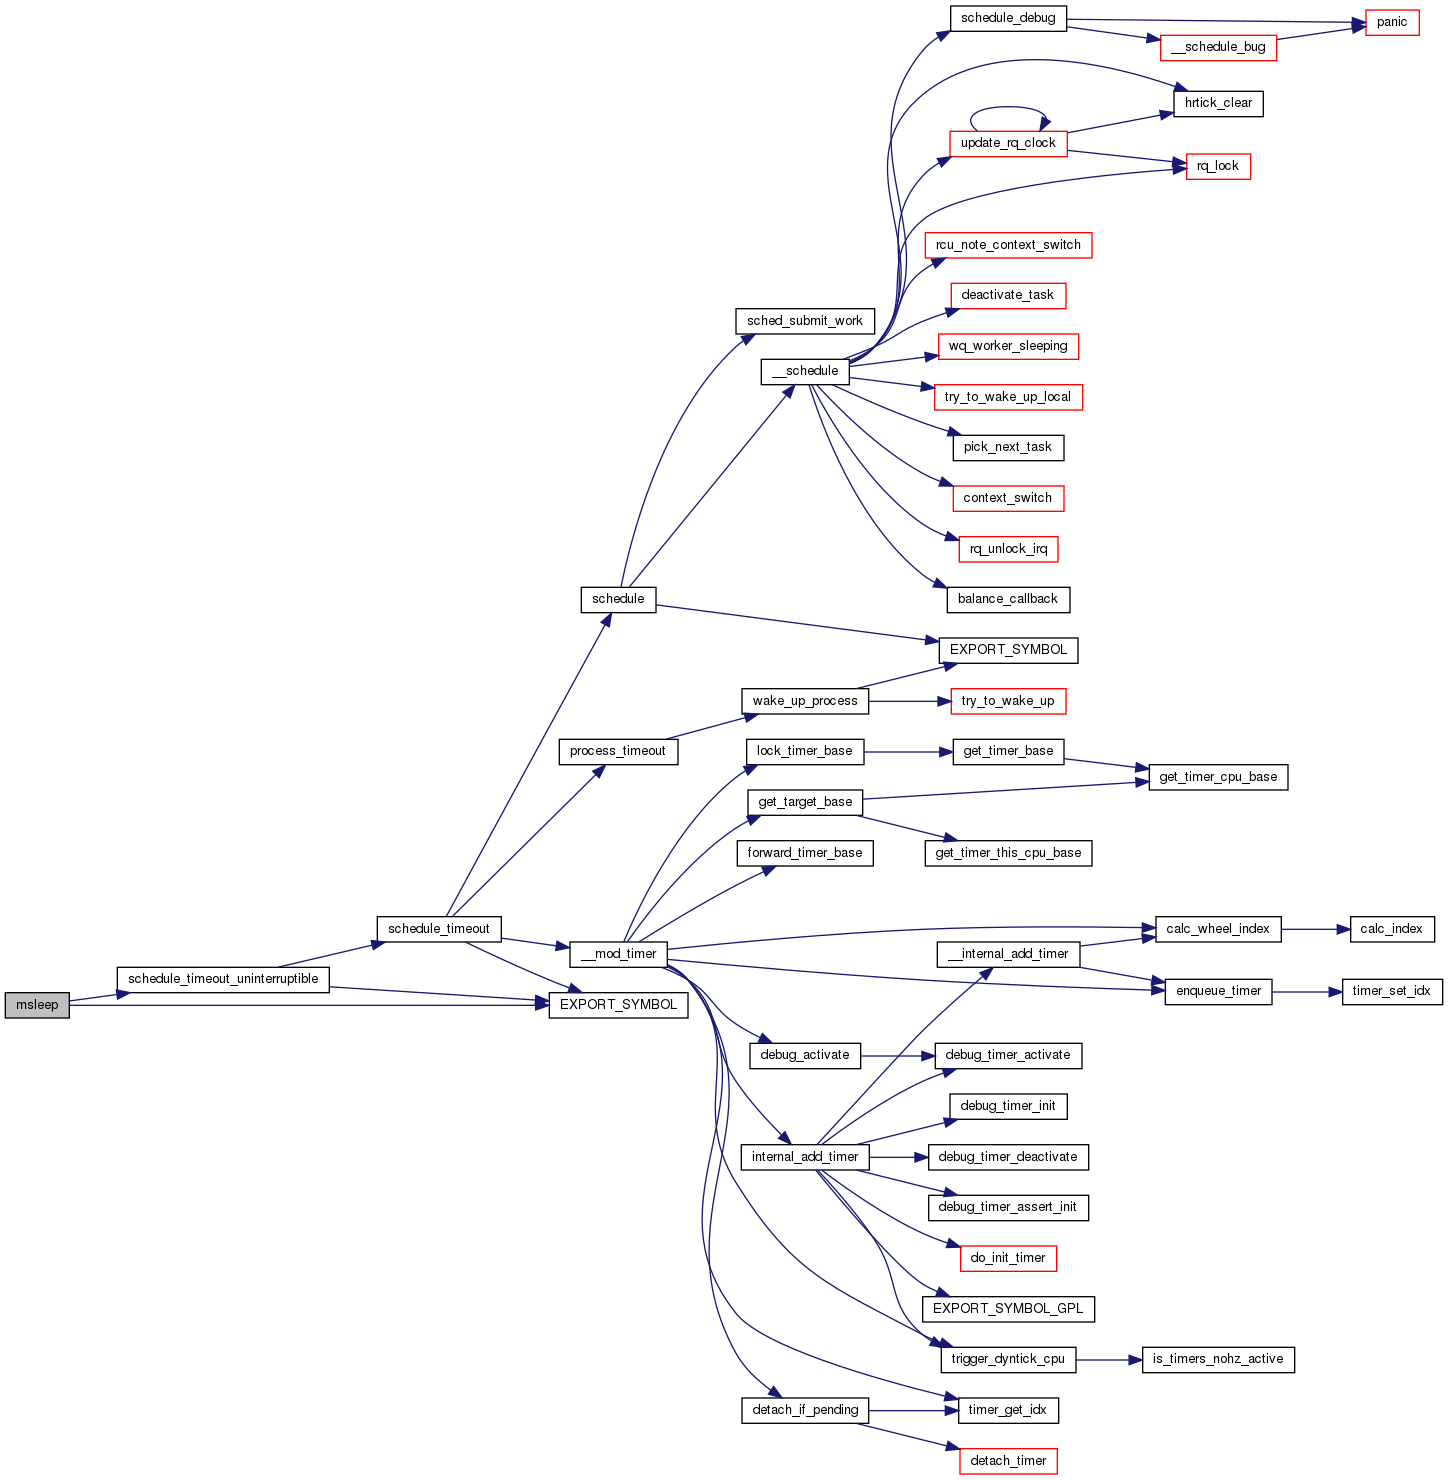 schedule_debug
panic
__schedule_bug
hrtick_clear
update_rq_clock
rq_lock
rcu_note_context_switch
deactivate_task
sched_submit_work
wq_worker_sleeping
__schedule
try_to_wake_up_local
pick_next_task
context_switch
rq_unlock_irq
schedule
balance_callback
EXPORT_SYMBOL
wake_up_process
try_to_wake_up
process_timeout
lock_timer_base
get_timer_base
get_timer_cpu_base
get_target_base
forward_timer_base
get_timer_this_cpu_base
schedule_timeout
calc_wheel_index
calc_index
__mod_timer
__internal_add_timer
schedule_timeout_uninterruptible
enqueue_timer
timer_set_idx
msleep
EXPORT_SYMBOL
debug_activate
debug_timer_activate
debug_timer_init
internal_add_timer
debug_timer_deactivate
debug_timer_assert_init
do_init_timer
EXPORT_SYMBOL_GPL
trigger_dyntick_cpu
is_timers_nohz_active
detach_if_pending
timer_get_idx
detach_timer